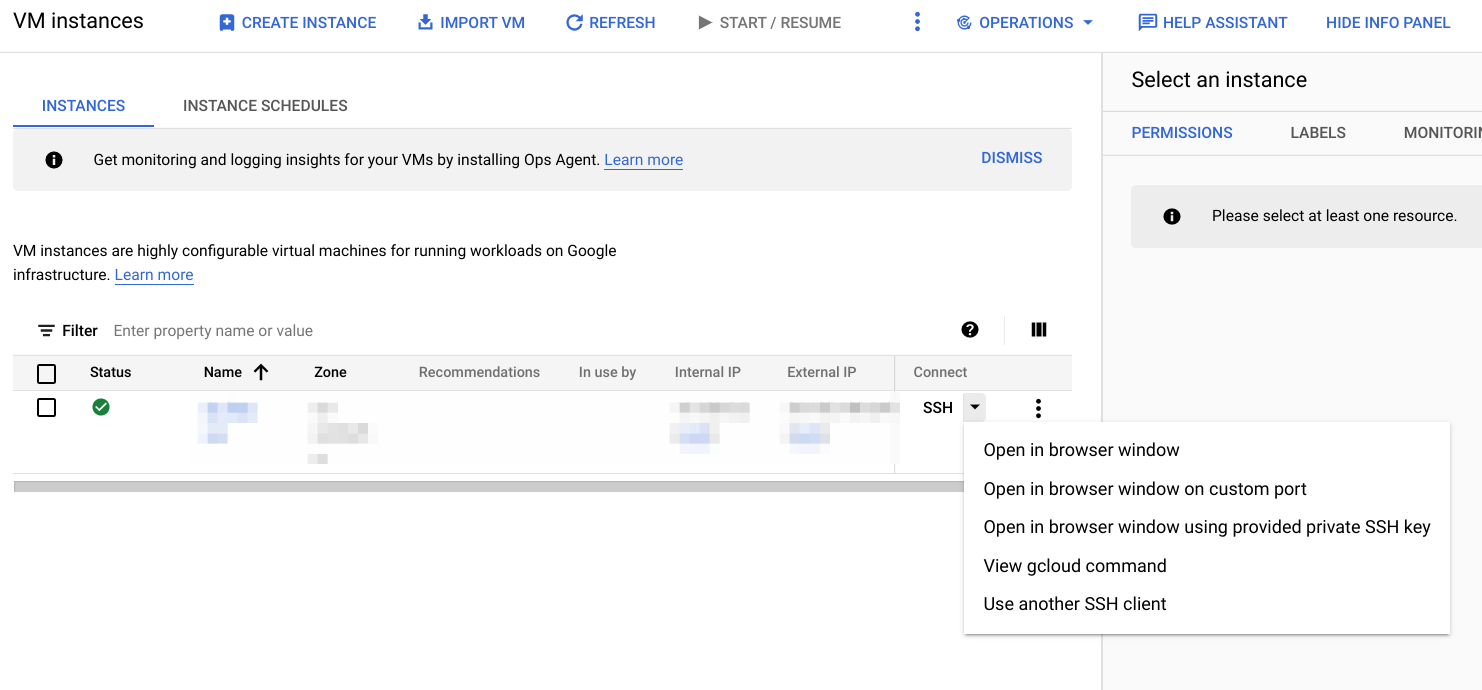 VM instances
CREATE INSTANCE
IMPORT VM
REFRESH
START / RESUME
OPERATIONS
HELP ASSISTANT
HIDE INFO PANEL
Select an instance
INSTANCES
INSTANCE SCHEDULES
PERMISSIONS
LABELS
MONITORIN
Get monitoring and logging insights for your VMs by installing Ops Agent. Learn more
DISMISS
Please select at least one resource.
VM instances are highly configurable virtual machines for running workloads on Google
infrastructure. Learn more
Filter Enter property name or value
Status
Name
Zone
Recommendations
In use by
Internal IP
External IP
Connect
SSH
Open in browser window
Open in browser window on custom port
Open in browser window using provided private SSH key
View gcloud command
Use another SSH client